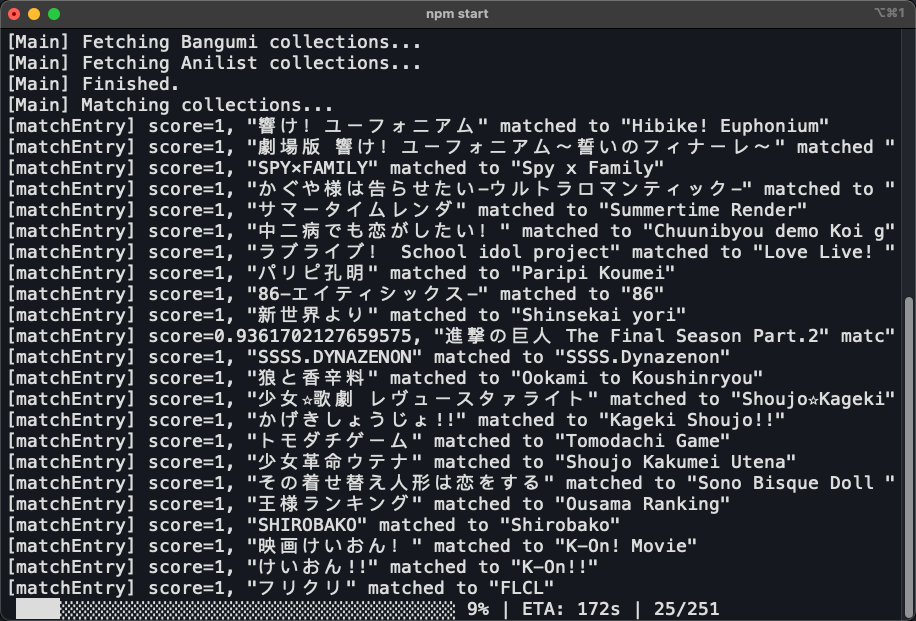 npm start
⌥⌘1
[Main] Fetching Bangumi collections...
[Main] Fetching Anilist collections...
[Main] Finished.
[Main] Matching collections...
[matchEntry] score=1, "響け！ユーフォニアム" matched to "Hibike! Euphonium"
[matchEntry] score=1, "劇場版 響け！ユーフォニアム～誓いのフィナーレ～" matched "
[matchEntry] score=1, "SPY×FAMILY" matched to "Spy x Family"
[matchEntry] score=1, "かぐや様は告らせたい-ウルトラロマンティック-" matched to "
[matchEntry] score=1, "サマータイムレンダ" matched to "Summertime Render"
[matchEntry] score=1, "中二病でも恋がしたい！" matched to "Chuunibyou demo Koi g"
[matchEntry] score=1, "ラブライブ！ School idol project" matched to "Love Live! "
[matchEntry] score=1, "パリピ孔明" matched to "Paripi Koumei"
[matchEntry] score=1, "86-エイティシックス-" matched to "86"
[matchEntry] score=1, "新世界より" matched to "Shinsekai yori"
[matchEntry] score=0.9361702127659575, "進撃の巨人 The Final Season Part.2" matc"
[matchEntry] score=1, "SSSS.DYNAZENON" matched to "SSSS.Dynazenon"
[matchEntry] score=1, "狼と香辛料" matched to "Ookami to Koushinryou"
[matchEntry] score=1, "少女☆歌劇 レヴュースタァライト" matched to "Shoujo☆Kageki"
[matchEntry] score=1, "かげきしょうじょ!!" matched to "Kageki Shoujo!!"
[matchEntry] score=1, "トモダチゲーム" matched to "Tomodachi Game"
[matchEntry] score=1, "少女革命ウテナ" matched to "Shoujo Kakumei Utena"
[matchEntry] score=1, "その着せ替え人形は恋をする" matched to "Sono Bisque Doll "
[matchEntry] score=1, "王様ランキング" matched to "Ousama Ranking"
[matchEntry] score=1, "SHIROBAKO" matched to "Shirobako"
[matchEntry] score=1, "映画けいおん！" matched to "K-On! Movie"
[matchEntry] score=1, "けいおん!!" matched to "K-On!!"
[matchEntry] score=1, "フリクリ" matched to "FLCL"
9% | ETA: 172s | 25/251